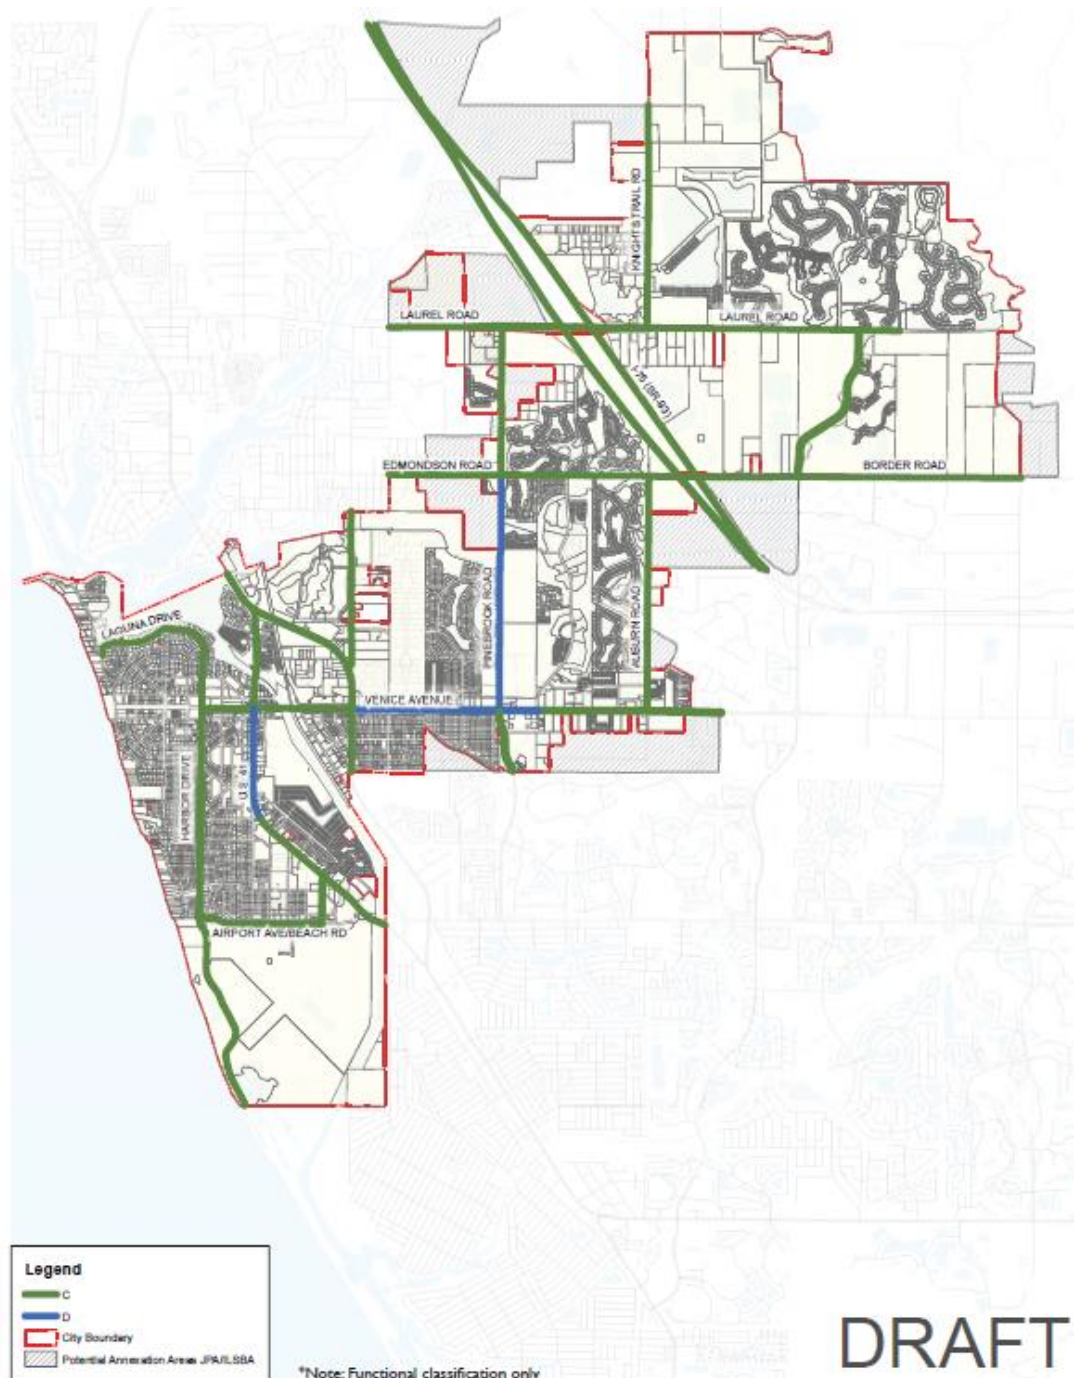 KNIGHTS TRAIL RD
LAUREL ROAD
LAUREL ROAD
I-75 (SR-93)
EDMONDSON ROAD
BORDER ROAD
PINEBROOK ROAD
AUBURN ROAD
LAGUNA DRIVE
VENICE AVENUE
U.S. 41
HARBOR DRIVE
AIRPORT AVE/BEACH RD
Legend
C
D
City Boundary
Potential Annexation Areas JPA/ILSBA
*Note: Functional classification only
DRAFT